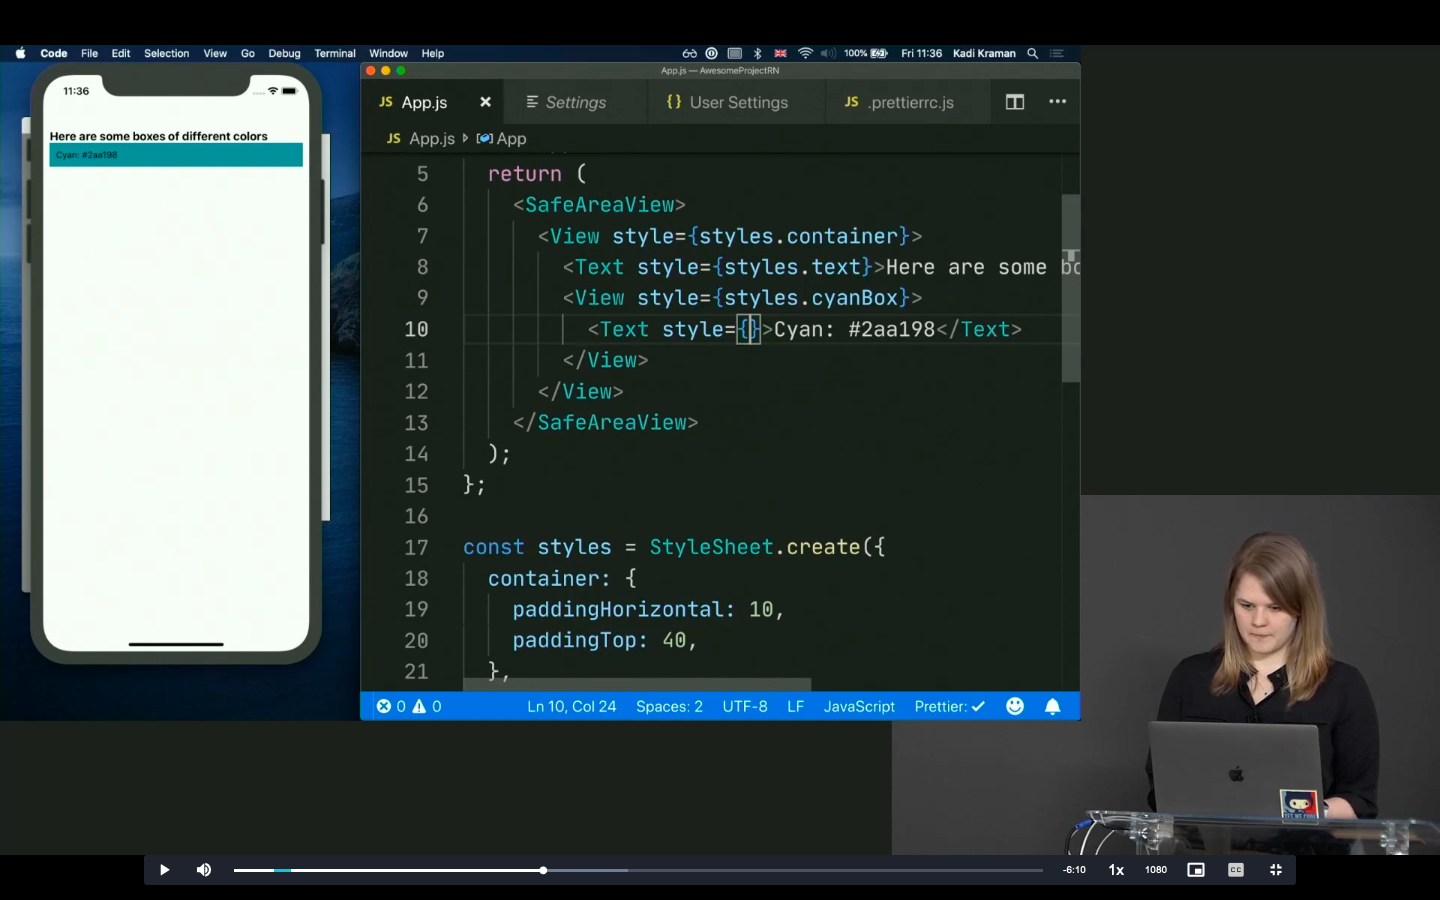 Code File Edit Selection View Go Debug Terminal Window Help 100% Fri 11:36 Kadi Kraman
App.js — AwesomeProjectRN
11:36
Here are some boxes of different colors
Cyan: #2aa198
JS App.js Settings {} User Settings JS .prettierrc.js
JS App.js App
5 return (
6 <SafeAreaView>
7 <View style={styles.container}>
8 <Text style={styles.text}>Here are some bo
9 <View style={styles.cyanBox}>
10 <Text style={}>Cyan: #2aa198</Text>
11 </View>
12 </View>
13 </SafeAreaView>
14 );
15 };
16
17 const styles = StyleSheet.create({
18 container: {
19 paddingHorizontal: 10,
20 paddingTop: 40,
21 },
0 0 Ln 10, Col 24 Spaces: 2 UTF-8 LF JavaScript Prettier:
YES WE CODE
-6:10 1x 1080 CC